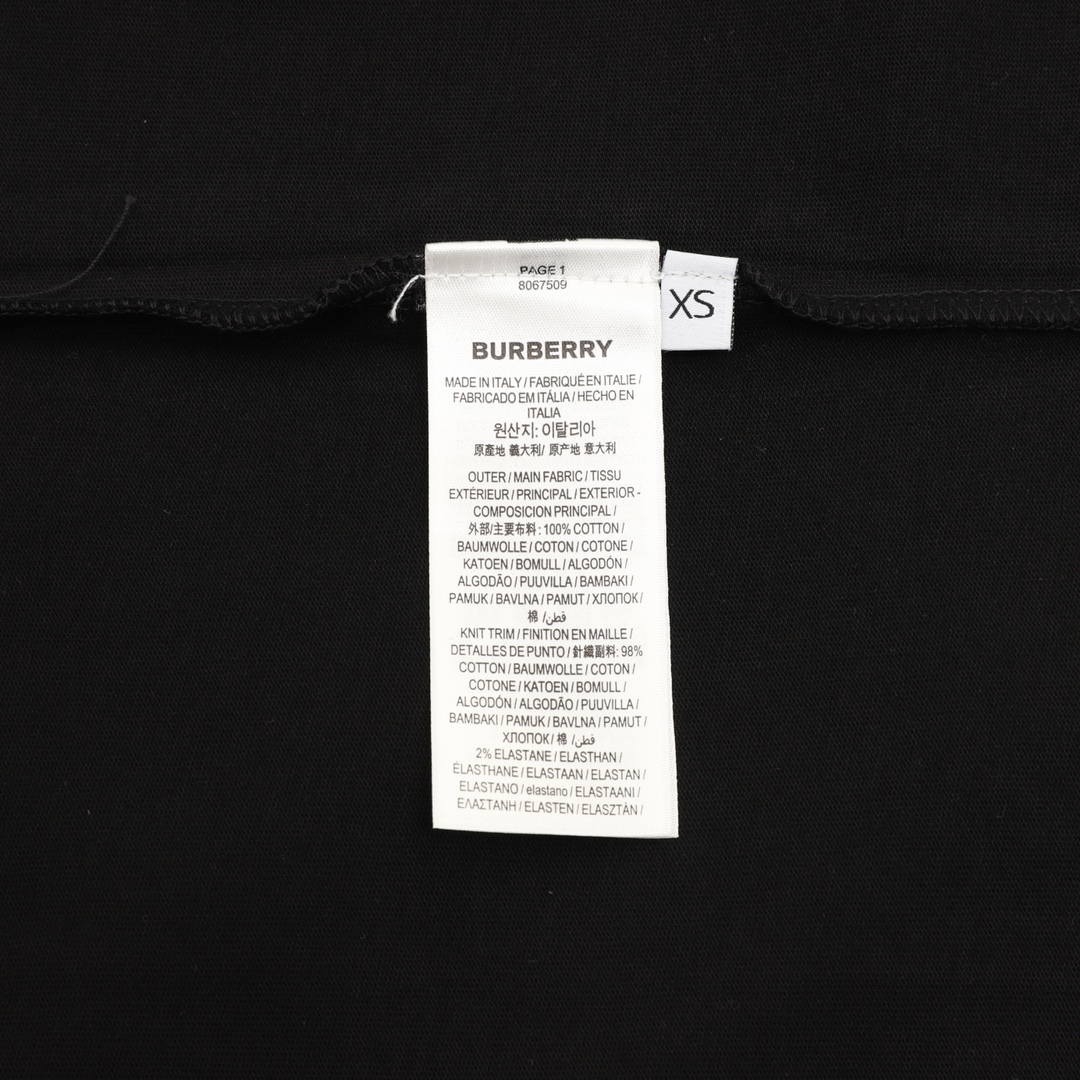 PAGE 1
8067509
XS
BURBERRY
MADE IN ITALY / FABRIQUÉ EN ITALIE /
FABRICADO EM ITÁLIA / HECHO EN
ITALIA
원산지: 이탈리아
原產地 義大利/ 原产地 意大利
OUTER / MAIN FABRIC / TISSU
EXTÉRIEUR / PRINCIPAL / EXTERIOR -
COMPOSICION PRINCIPAL /
外部/主要布料: 100% COTTON /
BAUMWOLLE / COTON / COTONE /
KATOEN / BOMULL / ALGODÓN /
ALGODÃO / PUUVILLA / BAMBAKI /
PAMUK / BAVLNA / PAMUT / ХЛОПОК /
棉 / قطن/
KNIT TRIM / FINITION EN MAILLE /
DETALLES DE PUNTO / 針織副料: 98%
COTTON / BAUMWOLLE / COTON /
COTONE / KATOEN / BOMULL /
ALGODÓN / ALGODÃO / PUUVILLA /
BAMBAKI / PAMUK / BAVLNA / PAMUT /
ХЛОПОК / 棉 / قطن/
2% ELASTANE / ELASTHAN /
ÉLASTHANE / ELASTAAN / ELASTAN /
ELASTANO / elastano / ELASTAANI /
ΕΛΑΣΤΑΝΗ / ELASTEN / ELASZTÀN /